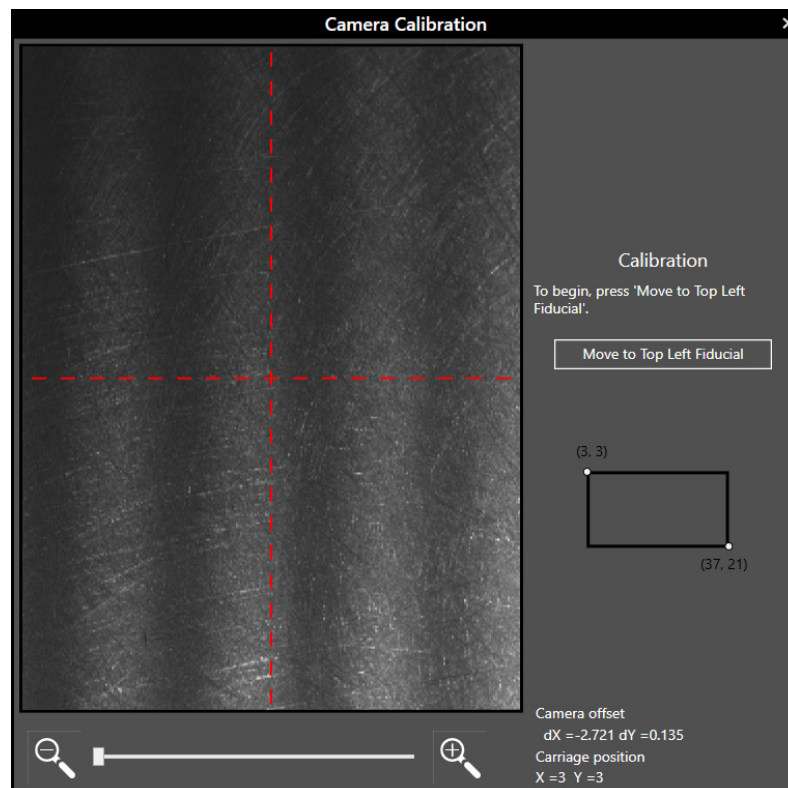 Camera Calibration
Calibration
To begin, press 'Move to Top Left
Fiducial'.
Move to Top Left Fiducial
(3, 3)
(37, 21)
Camera offset
dX =-2.721 dY =0.135
Carriage position
X =3 Y =3